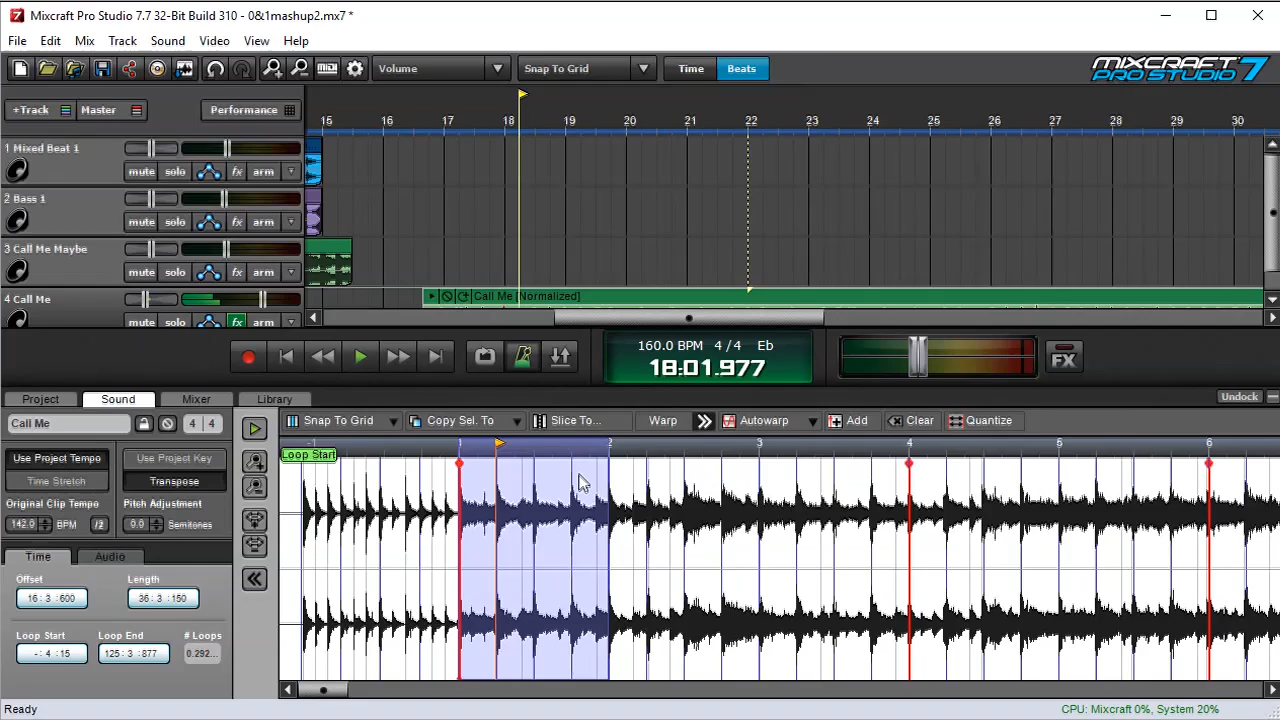 Mixcraft Pro Studio 7.7 32-Bit Build 310 - 0&1mashup2.mx7 *
File Edit Mix Track Sound Video View Help
Volume Snap To Grid Time Beats MIXCRAFT PRO STUDIO 7
+Track Master Performance
15 16 17 18 19 20 21 22 23 24 25 26 27 28 29 30
1 Mixed Beat 1
mute solo fx arm
2 Bass 1
mute solo fx arm
3 Call Me Maybe
mute solo fx arm
4 Call Me
Call Me [Normalized]
mute solo fx arm
160.0 BPM 4 / 4 Eb
18:01.977
FX
Project Sound Mixer Library Undock
Call Me 4 4 Snap To Grid Copy Sel. To Slice To... Warp Autowarp Add Clear Quantize
-1 1 2 3 4 5 6
Loop Start
Use Project Tempo Use Project Key
Time Stretch Transpose
Original Clip Tempo Pitch Adjustment
142.0 BPM /2 0.0 Semitones
Time Audio
Offset Length
16:3:600 36:3:150
Loop Start Loop End # Loops
-:4:15 125:3:877 0.292...
Ready CPU: Mixcraft 0%, System 20%